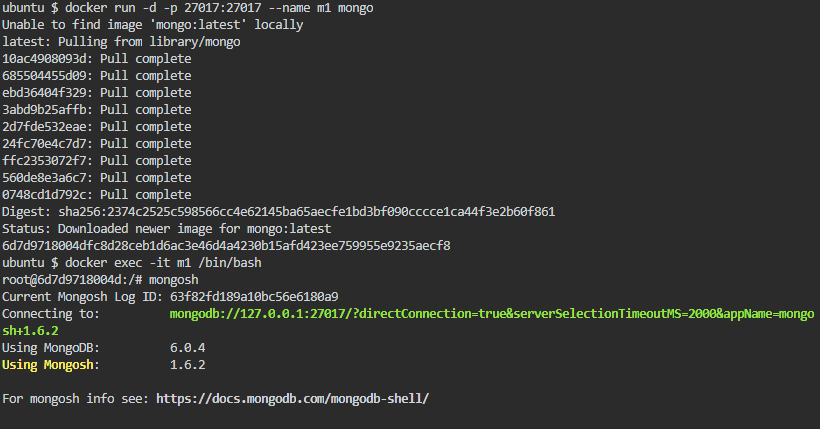 ubuntu $ docker run -d -p 27017:27017 --name m1 mongo
Unable to find image 'mongo:latest' locally
latest: Pulling from library/mongo
10ac4908093d: Pull complete
685504455d09: Pull complete
ebd36404f329: Pull complete
3abd9b25affb: Pull complete
2d7fde532eae: Pull complete
24fc70e4c7d7: Pull complete
ffc2353072f7: Pull complete
560de8e3a6c7: Pull complete
0748cd1d792c: Pull complete
Digest: sha256:2374c2525c598566cc4e62145ba65aecfe1bd3bf090cccce1ca44f3e2b60f861
Status: Downloaded newer image for mongo:latest
6d7d9718004dfc8d28ceb1d6ac3e46d4a4230b15afd423ee759955e9235aecf8
ubuntu $ docker exec -it m1 /bin/bash
root@6d7d9718004d:/# mongosh
Current Mongosh Log ID: 63f82fd189a10bc56e6180a9
Connecting to: mongodb://127.0.0.1:27017/?directConnection=true&serverSelectionTimeoutMS=2000&appName=mongo
sh+1.6.2
Using MongoDB: 6.0.4
Using Mongosh: 1.6.2
For mongosh info see: https://docs.mongodb.com/mongodb-shell/